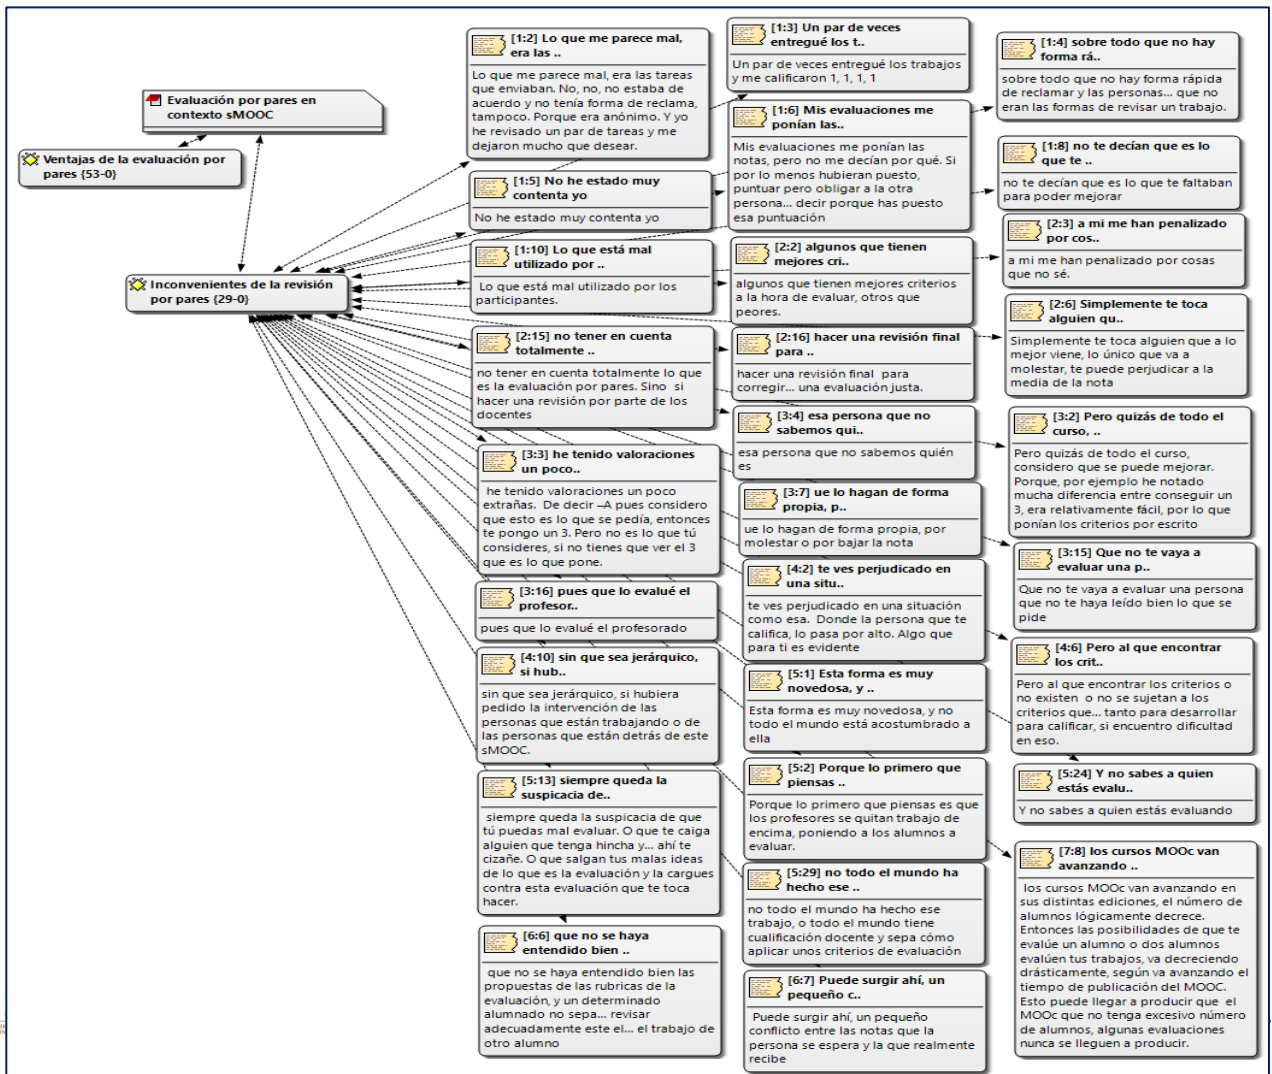 Evaluación por pares en
contexto sMOOC
Ventajas de la evaluación por
pares {53-0}
Inconvenientes de la revisión
por pares {29-0}
[1:2] Lo que me parece mal,
era las ..
Lo que me parece mal, era las tareas
que enviaban. No, no, no estaba de
acuerdo y no tenía forma de reclama,
tampoco. Porque era anónimo. Y yo
he revisado un par de tareas y me
dejaron mucho que desear.
[1:5] No he estado muy
contenta yo
No he estado muy contenta yo
[1:10] Lo que está mal
utilizado por ..
Lo que está mal utilizado por los
participantes.
[2:15] no tener en cuenta
totalmente ..
no tener en cuenta totalmente lo que
es la evaluación por pares. Sino  si
hacer una revisión por parte de los
docentes
[3:3] he tenido valoraciones
un poco..
he tenido valoraciones un poco
extrañas.  De decir –A pues considero
que esto es lo que se pedía, entonces
te pongo un 3. Pero no es lo que tú
consideres, si no tienes que ver el 3
que es lo que pone.
[3:16] pues que lo evalué el
profesor..
pues que lo evalué el profesorado
[4:10] sin que sea jerárquico,
si hub..
sin que sea jerárquico, si hubiera
pedido la intervención de las
personas que están trabajando o de
las personas que están detrás de este
sMOOC.
[5:13] siempre queda la
suspicacia de..
siempre queda la suspicacia de que
tú puedas mal evaluar. O que te caiga
alguien que tenga hincha y... ahí te
cizañe. O que salgan tus malas ideas
de lo que es la evaluación y la cargues
contra esta evaluación que te toca
hacer.
[6:6] que no se haya
entendido bien ..
que no se haya entendido bien las
propuestas de las rubricas de la
evaluación, y un determinado
alumnado no sepa... revisar
adecuadamente este el... el trabajo de
otro alumno
[1:3] Un par de veces
entregué los t..
Un par de veces entregué los trabajos
y me calificaron 1, 1, 1, 1
[1:6] Mis evaluaciones me
ponían las..
Mis evaluaciones me ponían las
notas, pero no me decían por qué. Si
por lo menos hubieran puesto,
puntuar pero obligar a la otra
persona... decir porque has puesto
esa puntuación
[2:2] algunos que tienen
mejores cri..
algunos que tienen mejores criterios
a la hora de evaluar, otros que
peores.
[2:16] hacer una revisión final
para ..
hacer una revisión final  para
corregir... una evaluación justa.
[3:4] esa persona que no
sabemos qui..
esa persona que no sabemos quién
es
[3:7] ue lo hagan de forma
propia, p..
ue lo hagan de forma propia, por
molestar o por bajar la nota
[4:2] te ves perjudicado en
una situ..
te ves perjudicado en una situación
como esa.  Donde la persona que te
califica, lo pasa por alto. Algo que
para ti es evidente
[5:1] Esta forma es muy
novedosa, y ..
Esta forma es muy novedosa, y no
todo el mundo está acostumbrado a
ella
[5:2] Porque lo primero que
piensas ..
Porque lo primero que piensas es que
los profesores se quitan trabajo de
encima, poniendo a los alumnos a
evaluar.
[5:29] no todo el mundo ha
hecho ese ..
no todo el mundo ha hecho ese
trabajo, o todo el mundo tiene
cualificación docente y sepa cómo
aplicar unos criterios de evaluación
[6:7] Puede surgir ahí, un
pequeño c..
Puede surgir ahí, un pequeño
conflicto entre las notas que la
persona se espera y la que realmente
recibe
[1:4] sobre todo que no hay
forma rá..
sobre todo que no hay forma rápida
de reclamar y las personas... que no
eran las formas de revisar un trabajo.
[1:8] no te decían que es lo
que te ..
no te decían que es lo que te faltaban
para poder mejorar
[2:3] a mi me han penalizado
por cos..
a mi me han penalizado por cosas
que no sé.
[2:6] Simplemente te toca
alguien qu..
Simplemente te toca alguien que a lo
mejor viene, lo único que va a
molestar, te puede perjudicar a la
media de la nota
[3:2] Pero quizás de todo el
curso, ..
Pero quizás de todo el curso,
considero que se puede mejorar.
Porque, por ejemplo he notado
mucha diferencia entre conseguir un
3, era relativamente fácil, por lo que
ponían los criterios por escrito
[3:15] Que no te vaya a
evaluar una p..
Que no te vaya a evaluar una persona
que no te haya leído bien lo que se
pide
[4:6] Pero al que encontrar
los crit..
Pero al que encontrar los criterios o
no existen  o no se sujetan a los
criterios que... tanto para desarrollar
para calificar, si encuentro dificultad
en eso.
[5:24] Y no sabes a quien
estás evalu..
Y no sabes a quien estás evaluando
[7:8] los cursos MOOc van
avanzando ..
los cursos MOOc van avanzando en
sus distintas ediciones, el número de
alumnos lógicamente decrece.
Entonces las posibilidades de que te
evalúe un alumno o dos alumnos
evalúen tus trabajos, va decreciendo
drásticamente, según va avanzando el
tiempo de publicación del MOOC.
Esto puede llegar a producir que  el
MOOC que no tenga excesivo número
de alumnos, algunas evaluaciones
nunca se lleguen a producir.